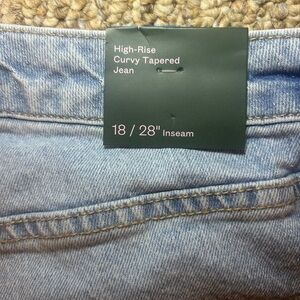 High-Rise
Curvy Tapered
Jean
18 / 28" Inseam